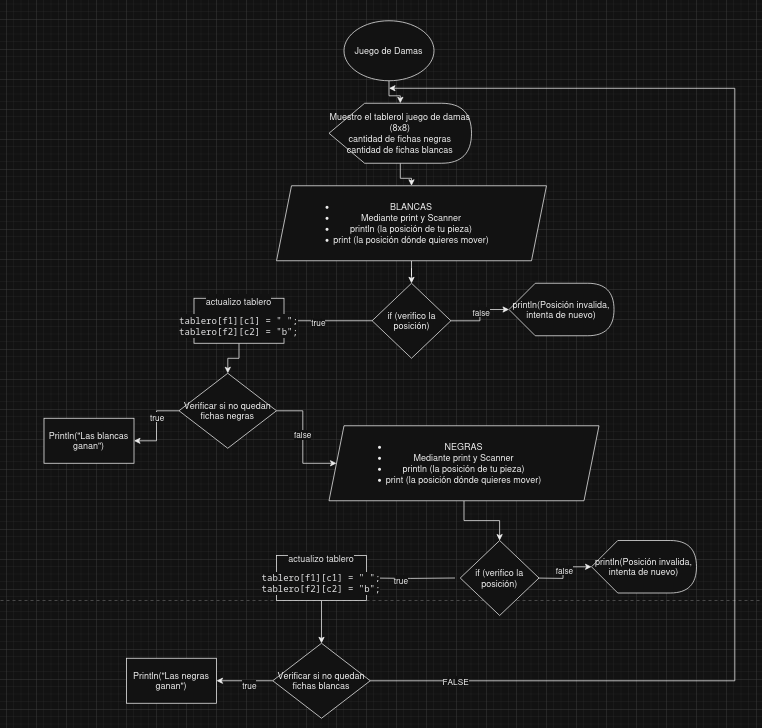 Juego de Damas
Muestro el tablerol juego de damas
(8x8)
cantidad de fichas negras
cantidad de fichas blancas
• BLANCAS
• Mediante print y Scanner
• println (la posición de tu pieza)
• print (la posición dónde quieres mover)
actualizo tablero
tablero[f1][c1] = " ";
tablero[f2][c2] = "b";
true
if (verifico la
posición)
false
println(Posición invalida,
intenta de nuevo)
Verificar si no quedan
fichas negras
true
Println("Las blancas
ganan")
false
• NEGRAS
• Mediante print y Scanner
• println (la posición de tu pieza)
• print (la posición dónde quieres mover)
actualizo tablero
tablero[f1][c1] = " ";
tablero[f2][c2] = "b";
true
if (verifico la
posición)
false
println(Posición invalida,
intenta de nuevo)
Println("Las negras
ganan")
true
Verificar si no quedan
fichas blancas
FALSE